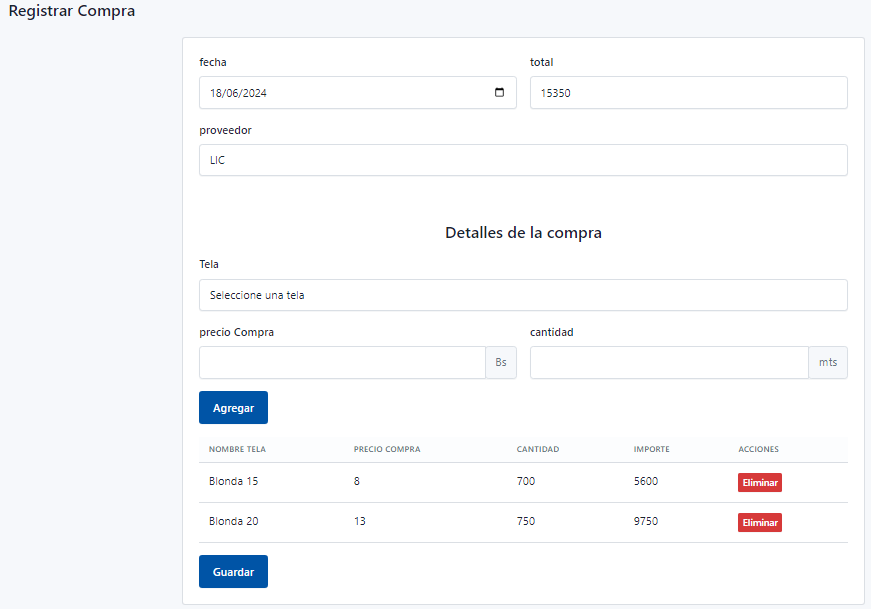 Registrar Compra
fecha total
18/06/2024 15350
proveedor
LIC
Detalles de la compra
Tela
Seleccione una tela
precio Compra cantidad
Bs mts
Agregar
NOMBRE TELA PRECIO COMPRA CANTIDAD IMPORTE ACCIONES
Blonda 15 8 700 5600 Eliminar
Blonda 20 13 750 9750 Eliminar
Guardar